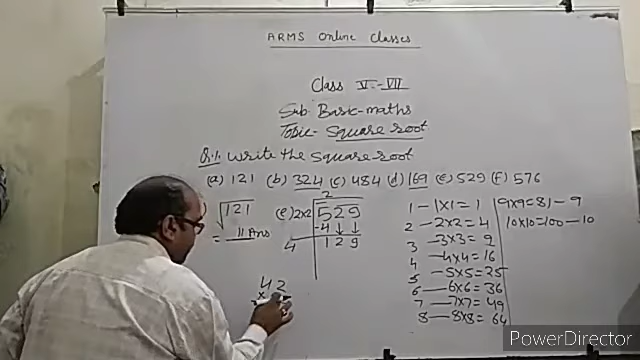 ARMS Online Classes
Class V-VII
Sub. Basic-maths
Topic- Square root
Q.1. Write the Square root
(a) 121 (b) 324 (c) 484 (d) 169 (e) 529 (f) 576
√121
= 11 Ans
2
(e) 2x2 529
-4 ↓ ↓
4 1 2 9
4 2
x
1 - 1x1 = 1
2 - 2x2 = 4
3 - 3x3 = 9
4 - 4x4 = 16
5 - 5x5 = 25
6 - 6x6 = 36
7 - 7x7 = 49
8 - 8x8 = 64
9x9 = 81 - 9
10x10 = 100 - 10
PowerDirector